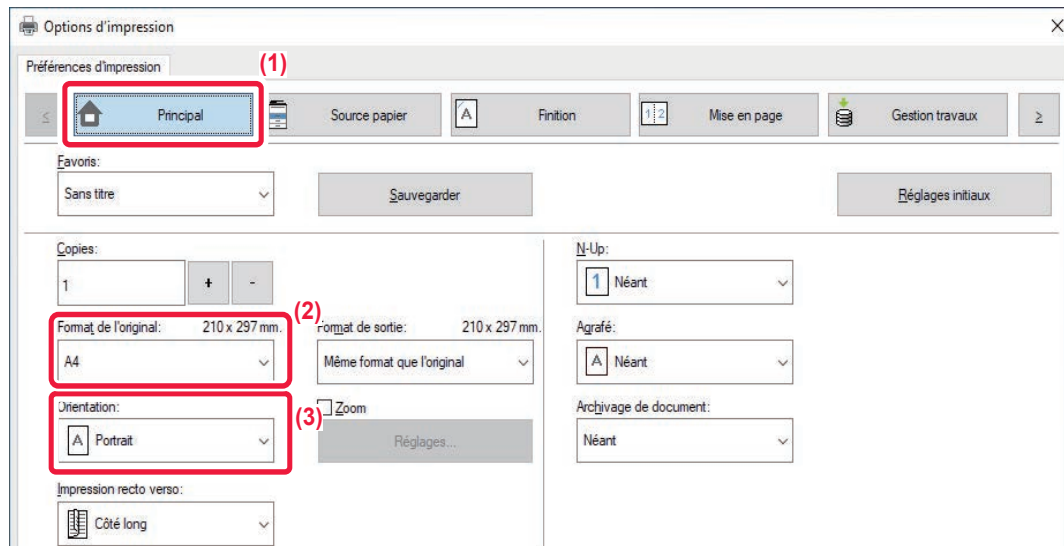 Options d'impression
Préférences d'impression
(1)
Principal
Source papier
Finition
Mise en page
Gestion travaux
Favoris:
Sans titre
Sauvegarder
Réglages initiaux
Copies:
1
+
-
N-Up:
1 Néant
(2)
Format de l'original: 210 x 297 mm.
A4
Format de sortie: 210 x 297 mm.
Même format que l'original
Agrafé:
A Néant
(3)
Orientation:
A Portrait
Zoom
Réglages...
Archivage de document:
Néant
Impression recto verso:
Côté long